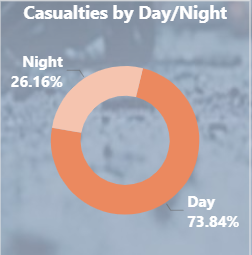 Casualties by Day/Night
Night
26.16%
Day
73.84%